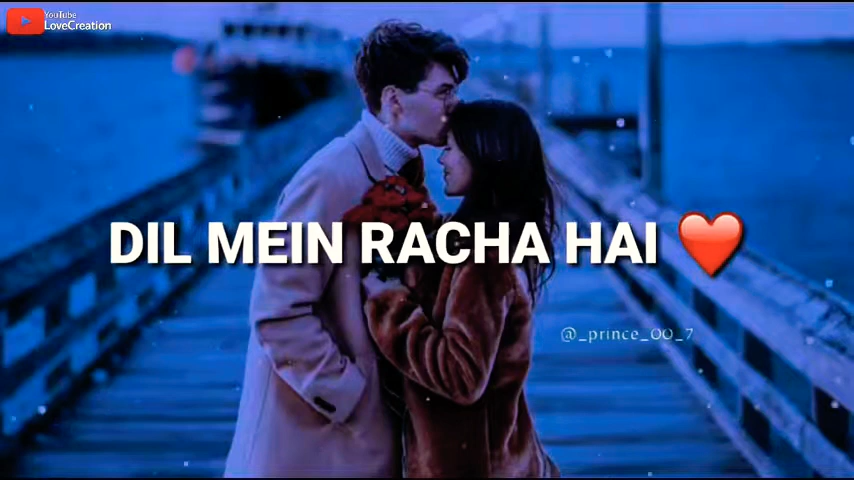 YouTube
LoveCreation
DIL MEIN RACHA HAI ❤️
@_prince_00_7